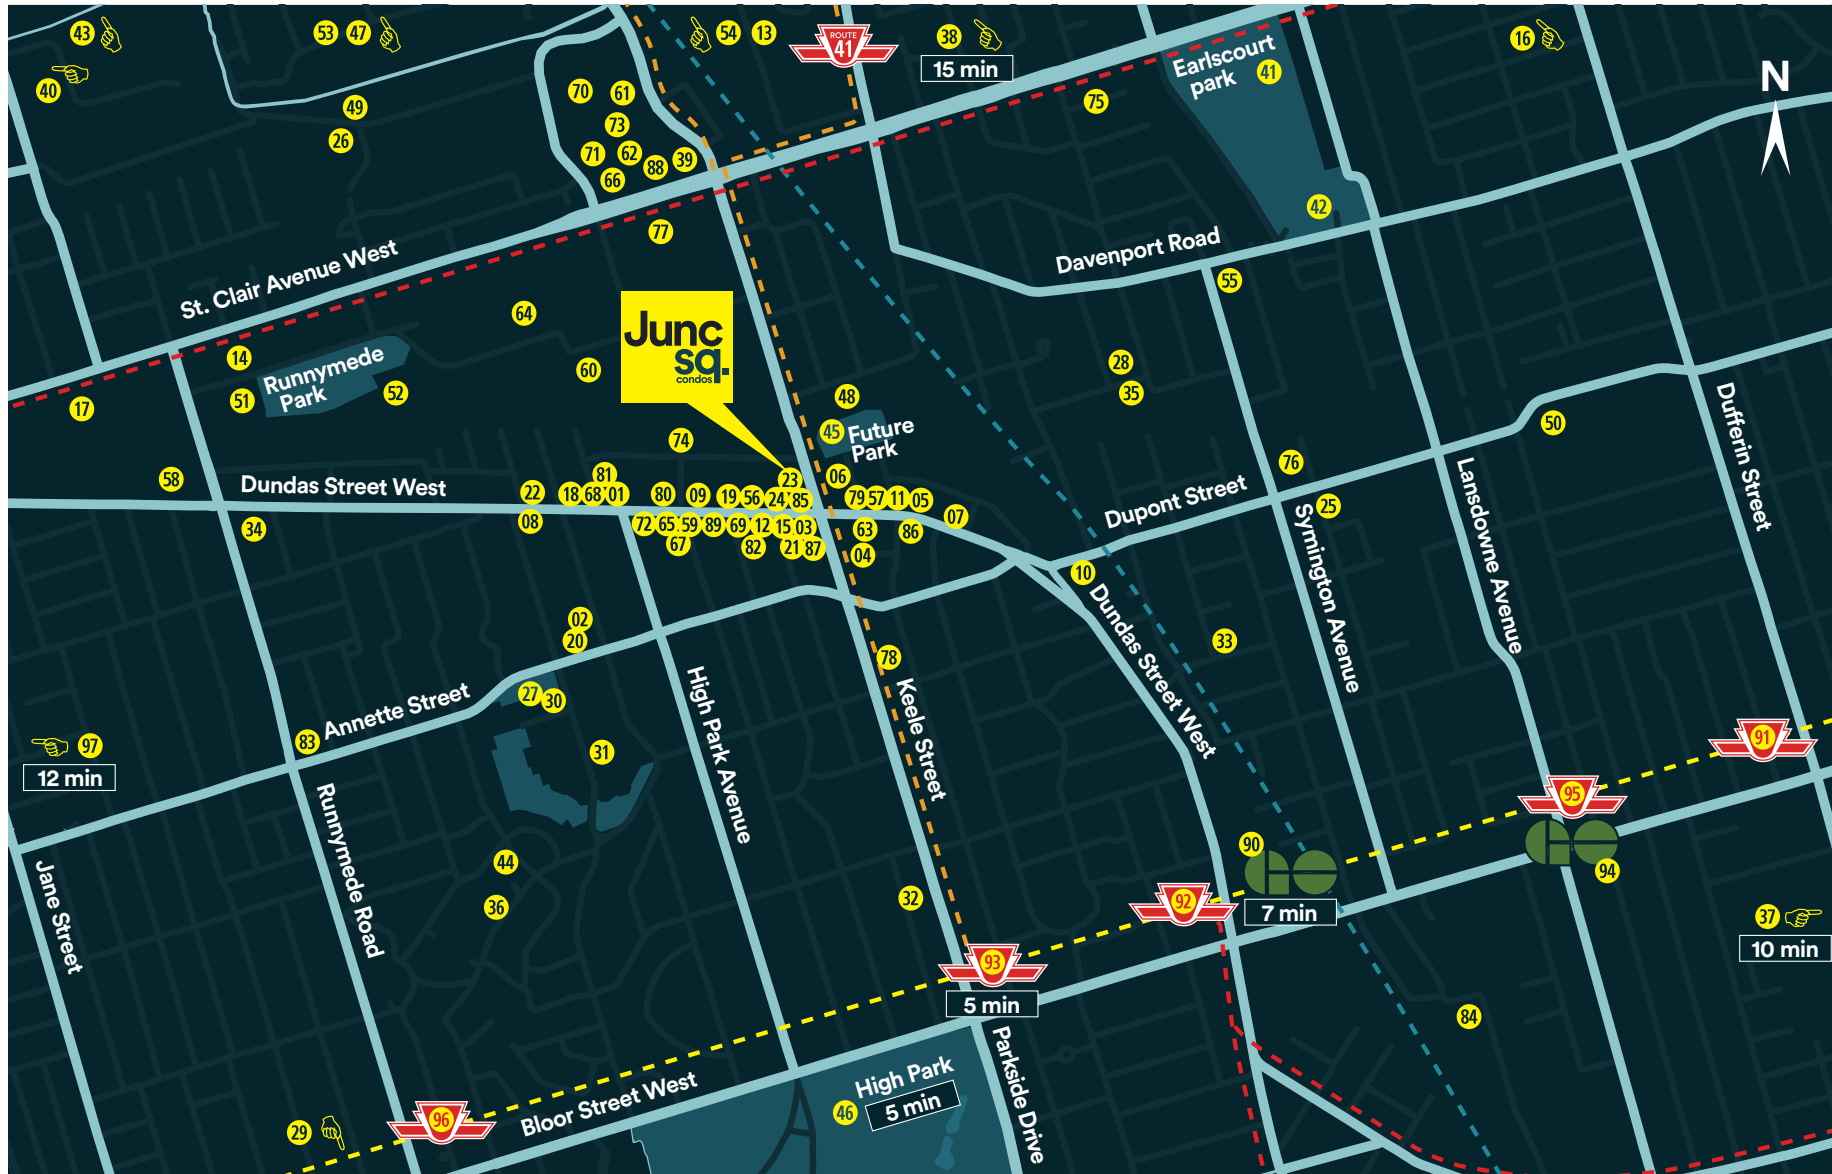 43
53
47
54
13
ROUTE
41
38
15 min
16
Earlscourt
park
41
N
40
49
26
70
61
73
71
62
88
39
66
75
42
77
St. Clair Avenue West
Davenport Road
55
64
Junc
sq.
condos
14
Runnymede
Park
51
52
17
60
28
35
48
45
Future
Park
50
Dufferin Street
74
76
58
Dundas Street West
22
18
81
68
01
80
09
19
56
24
23
85
06
79
57
11
05
07
Dupont Street
25
34
08
72
65
59
89
69
12
15
03
67
82
21
87
63
04
86
10
Symington Avenue
Lansdowne Avenue
02
20
33
Dundas Street West
78
Keele Street
High Park Avenue
27
30
Annette Street
83
31
97
12 min
91
95
Runnymede Road
Jane Street
44
36
32
90
92
7 min
94
37
10 min
93
5 min
84
Parkside Drive
High Park
46
5 min
Bloor Street West
29
96